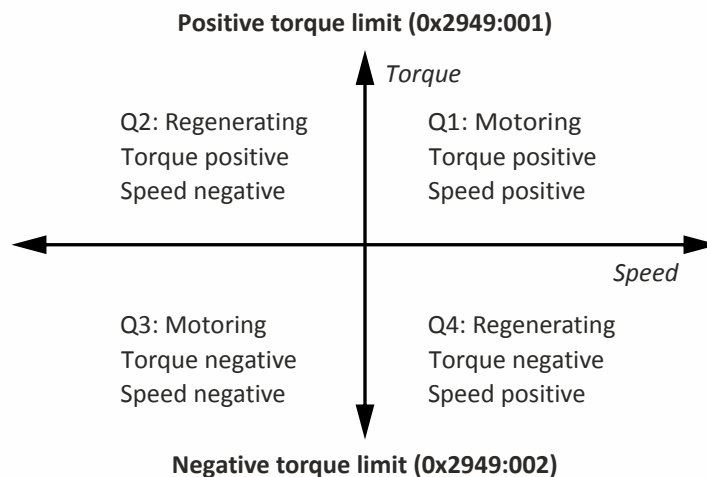 Positive torque limit (0x2949:001)
Torque
Q2: Regenerating
Torque positive
Speed negative
Q1: Motoring
Torque positive
Speed positive
Speed
Q3: Motoring
Torque negative
Speed negative
Q4: Regenerating
Torque negative
Speed positive
Negative torque limit (0x2949:002)